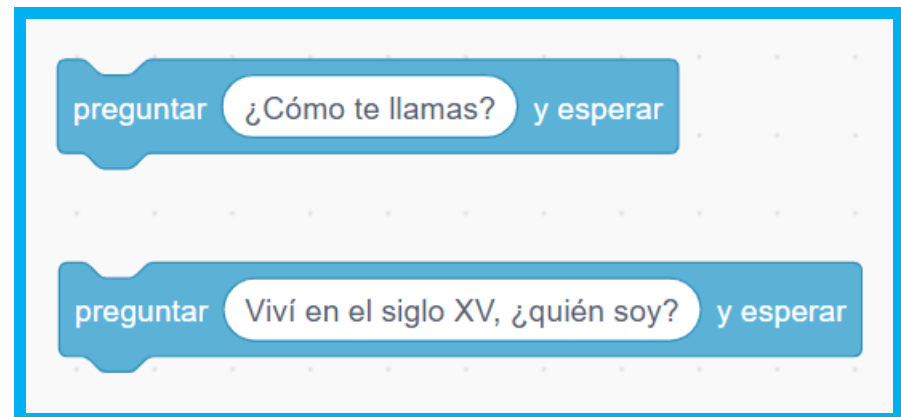 preguntar ¿Cómo te llamas? y esperar
preguntar Viví en el siglo XV, ¿quién soy? y esperar